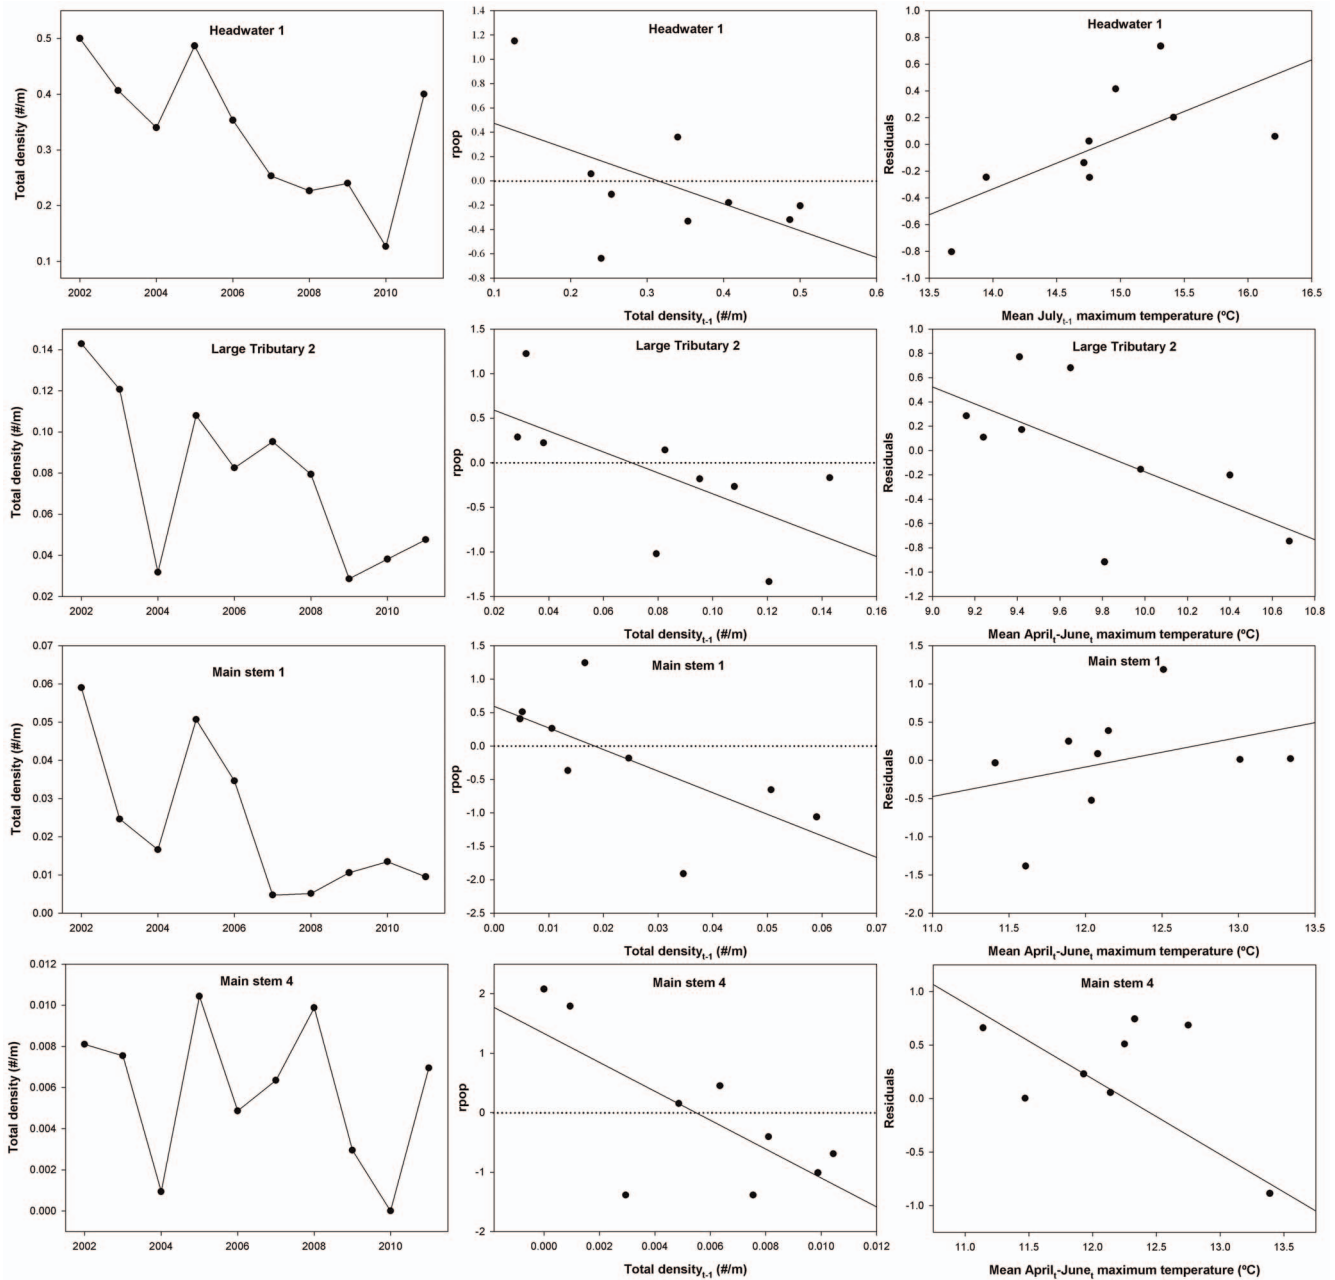 Headwater 1
Total density (#/m)
0.5
0.4
0.3
0.2
0.1
2002 2004 2006 2008 2010
Headwater 1
rpop
1.4
1.2
1.0
0.8
0.6
0.4
0.2
0.0
-0.2
-0.4
-0.6
-0.8
0.1 0.2 0.3 0.4 0.5 0.6
Total density t-1 (#/m)
Headwater 1
Residuals
1.0
0.8
0.6
0.4
0.2
0.0
-0.2
-0.4
-0.6
-0.8
-1.0
13.5 14.0 14.5 15.0 15.5 16.0 16.5
Mean July t-1 maximum temperature (ºC)
Large Tributary 2
Total density (#/m)
0.14
0.12
0.10
0.08
0.06
0.04
0.02
2002 2004 2006 2008 2010
Large Tributary 2
rpop
1.5
1.0
0.5
0.0
-0.5
-1.0
-1.5
0.02 0.04 0.06 0.08 0.10 0.12 0.14 0.16
Total density t-1 (#/m)
Large Tributary 2
Residuals
1.0
0.8
0.6
0.4
0.2
0.0
-0.2
-0.4
-0.6
-0.8
-1.0
-1.2
9.0 9.2 9.4 9.6 9.8 10.0 10.2 10.4 10.6 10.8
Mean April t-June t maximum temperature (ºC)
Main stem 1
Total density (#/m)
0.07
0.06
0.05
0.04
0.03
0.02
0.01
0.00
2002 2004 2006 2008 2010
Main stem 1
rpop
1.5
1.0
0.5
0.0
-0.5
-1.0
-1.5
-2.0
-2.5
0.00 0.01 0.02 0.03 0.04 0.05 0.06 0.07
Total density t-1 (#/m)
Main stem 1
Residuals
1.5
1.0
0.5
0.0
-0.5
-1.0
-1.5
-2.0
11.0 11.5 12.0 12.5 13.0 13.5
Mean April t-June t maximum temperature (ºC)
Main stem 4
Total density (#/m)
0.012
0.010
0.008
0.006
0.004
0.002
0.000
2002 2004 2006 2008 2010
Main stem 4
rpop
2
1
0
-1
-2
0.000 0.002 0.004 0.006 0.008 0.010 0.012
Total density t-1 (#/m)
Main stem 4
Residuals
1.0
0.5
0.0
-0.5
-1.0
11.0 11.5 12.0 12.5 13.0 13.5
Mean April t-June t maximum temperature (ºC)